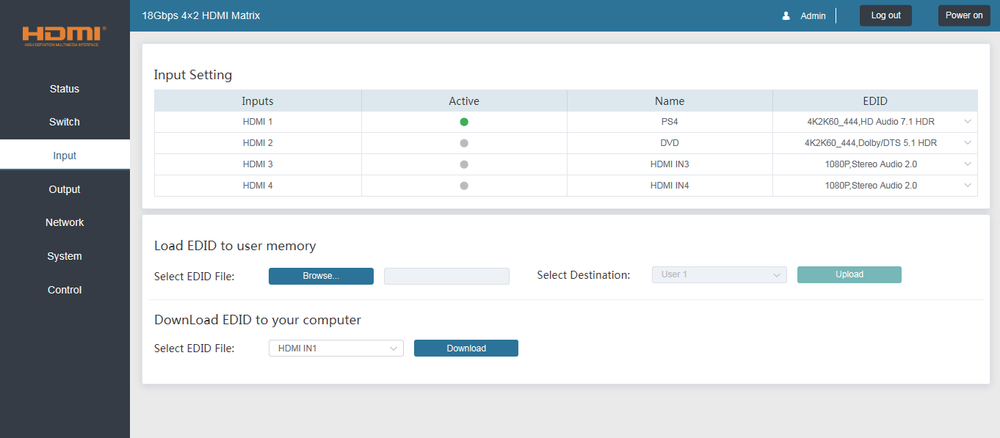 HDMI®
HIGH-DEFINITION MULTIMEDIA INTERFACE
18Gbps 4×2 HDMI Matrix
Admin
Log out
Power on
Status
Switch
Input
Output
Network
System
Control
Input Setting
Inputs Active Name EDID
HDMI 1 PS4 4K2K60_444,HD Audio 7.1 HDR
HDMI 2 DVD 4K2K60_444,Dolby/DTS 5.1 HDR
HDMI 3 HDMI IN3 1080P,Stereo Audio 2.0
HDMI 4 HDMI IN4 1080P,Stereo Audio 2.0
Load EDID to user memory
Select EDID File: Browse... Select Destination: User 1 Upload
DownLoad EDID to your computer
Select EDID File: HDMI IN1 Download